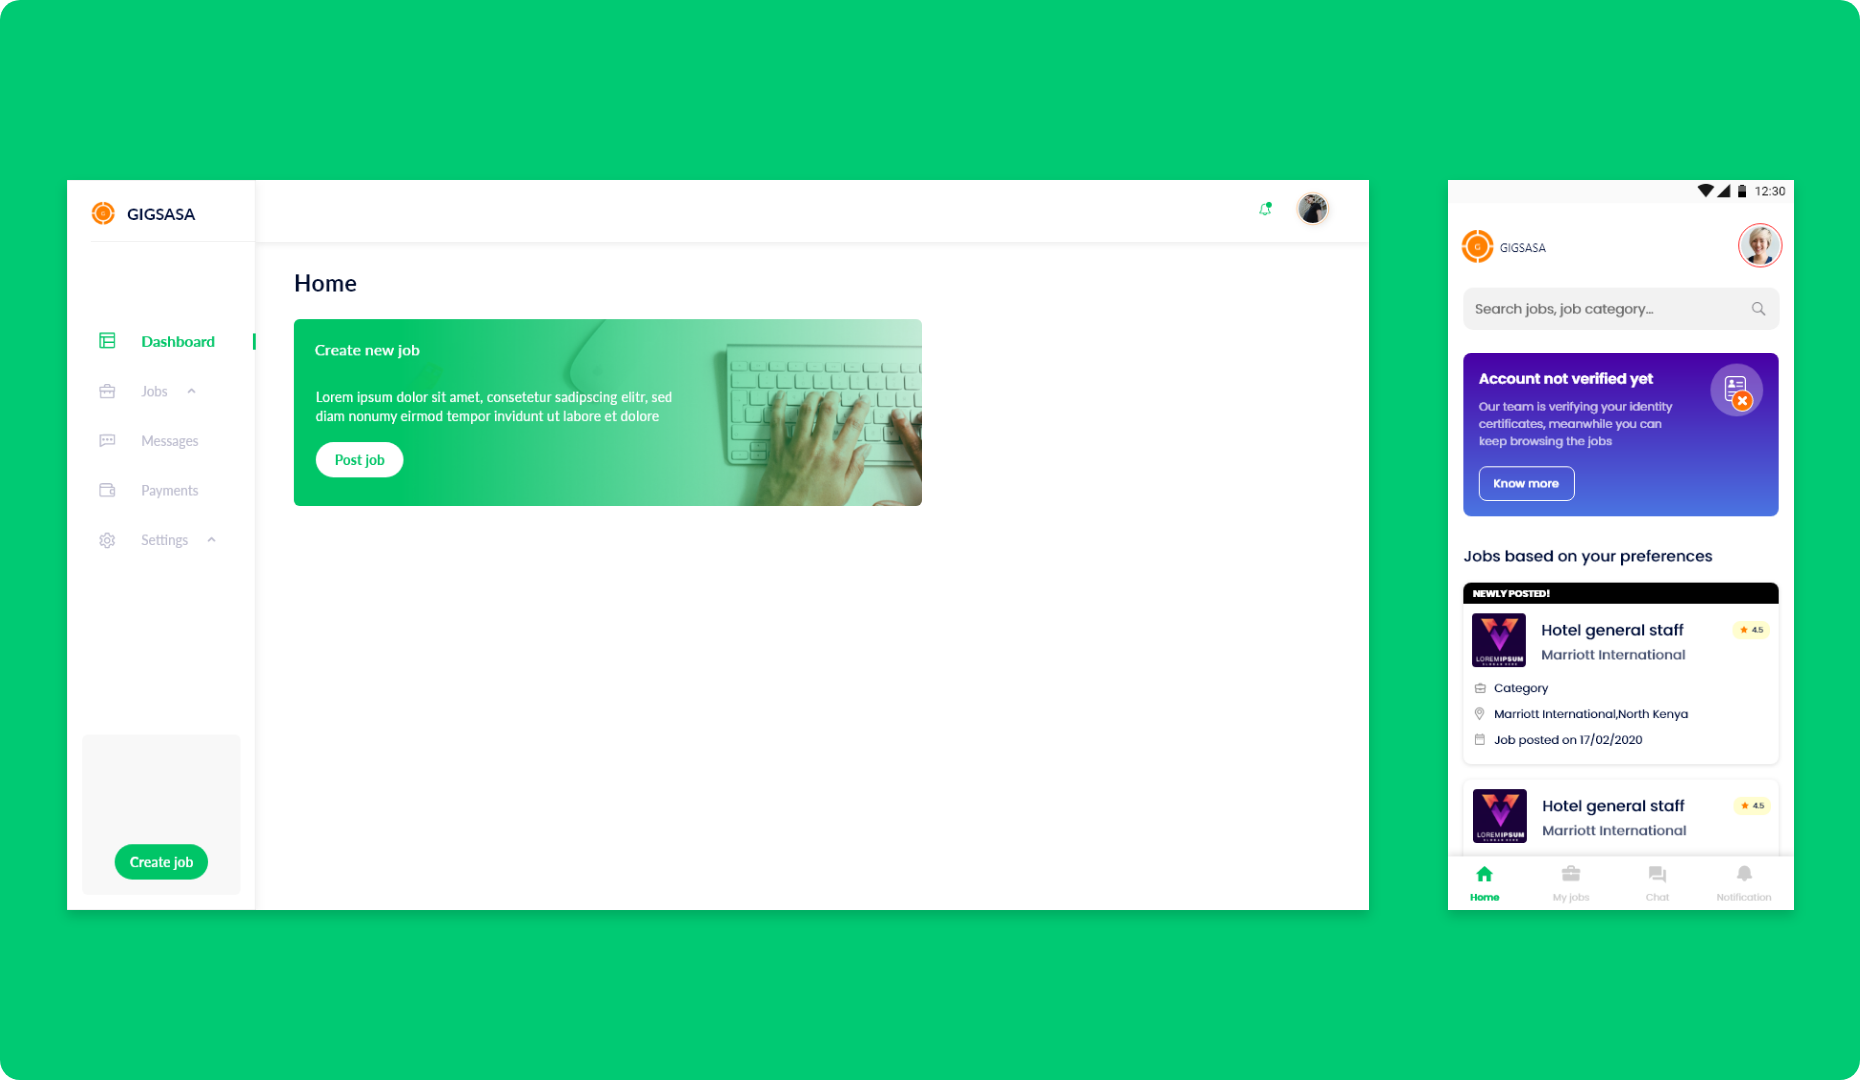 GIGSASA
Home
Dashboard
Jobs
Messages
Payments
Settings
Create job
Create new job
Lorem ipsum dolor sit amet, consetetur sadipscing elitr, sed
diam nonumy eirmod tempor invidunt ut labore et dolore
Post job
12:30
G
GIGSASA
Search jobs, job category...
Account not verified yet
Our team is verifying your identity
certificates, meanwhile you can
keep browsing the jobs
Know more
Jobs based on your preferences
NEWLY POSTED!
LOREM IPSUM
Hotel general staff
4.5
Marriott International
Category
Marriott International,North Kenya
Job posted on 17/02/2020
LOREM IPSUM
Hotel general staff
4.5
Marriott International
Home
My jobs
Chat
Notification